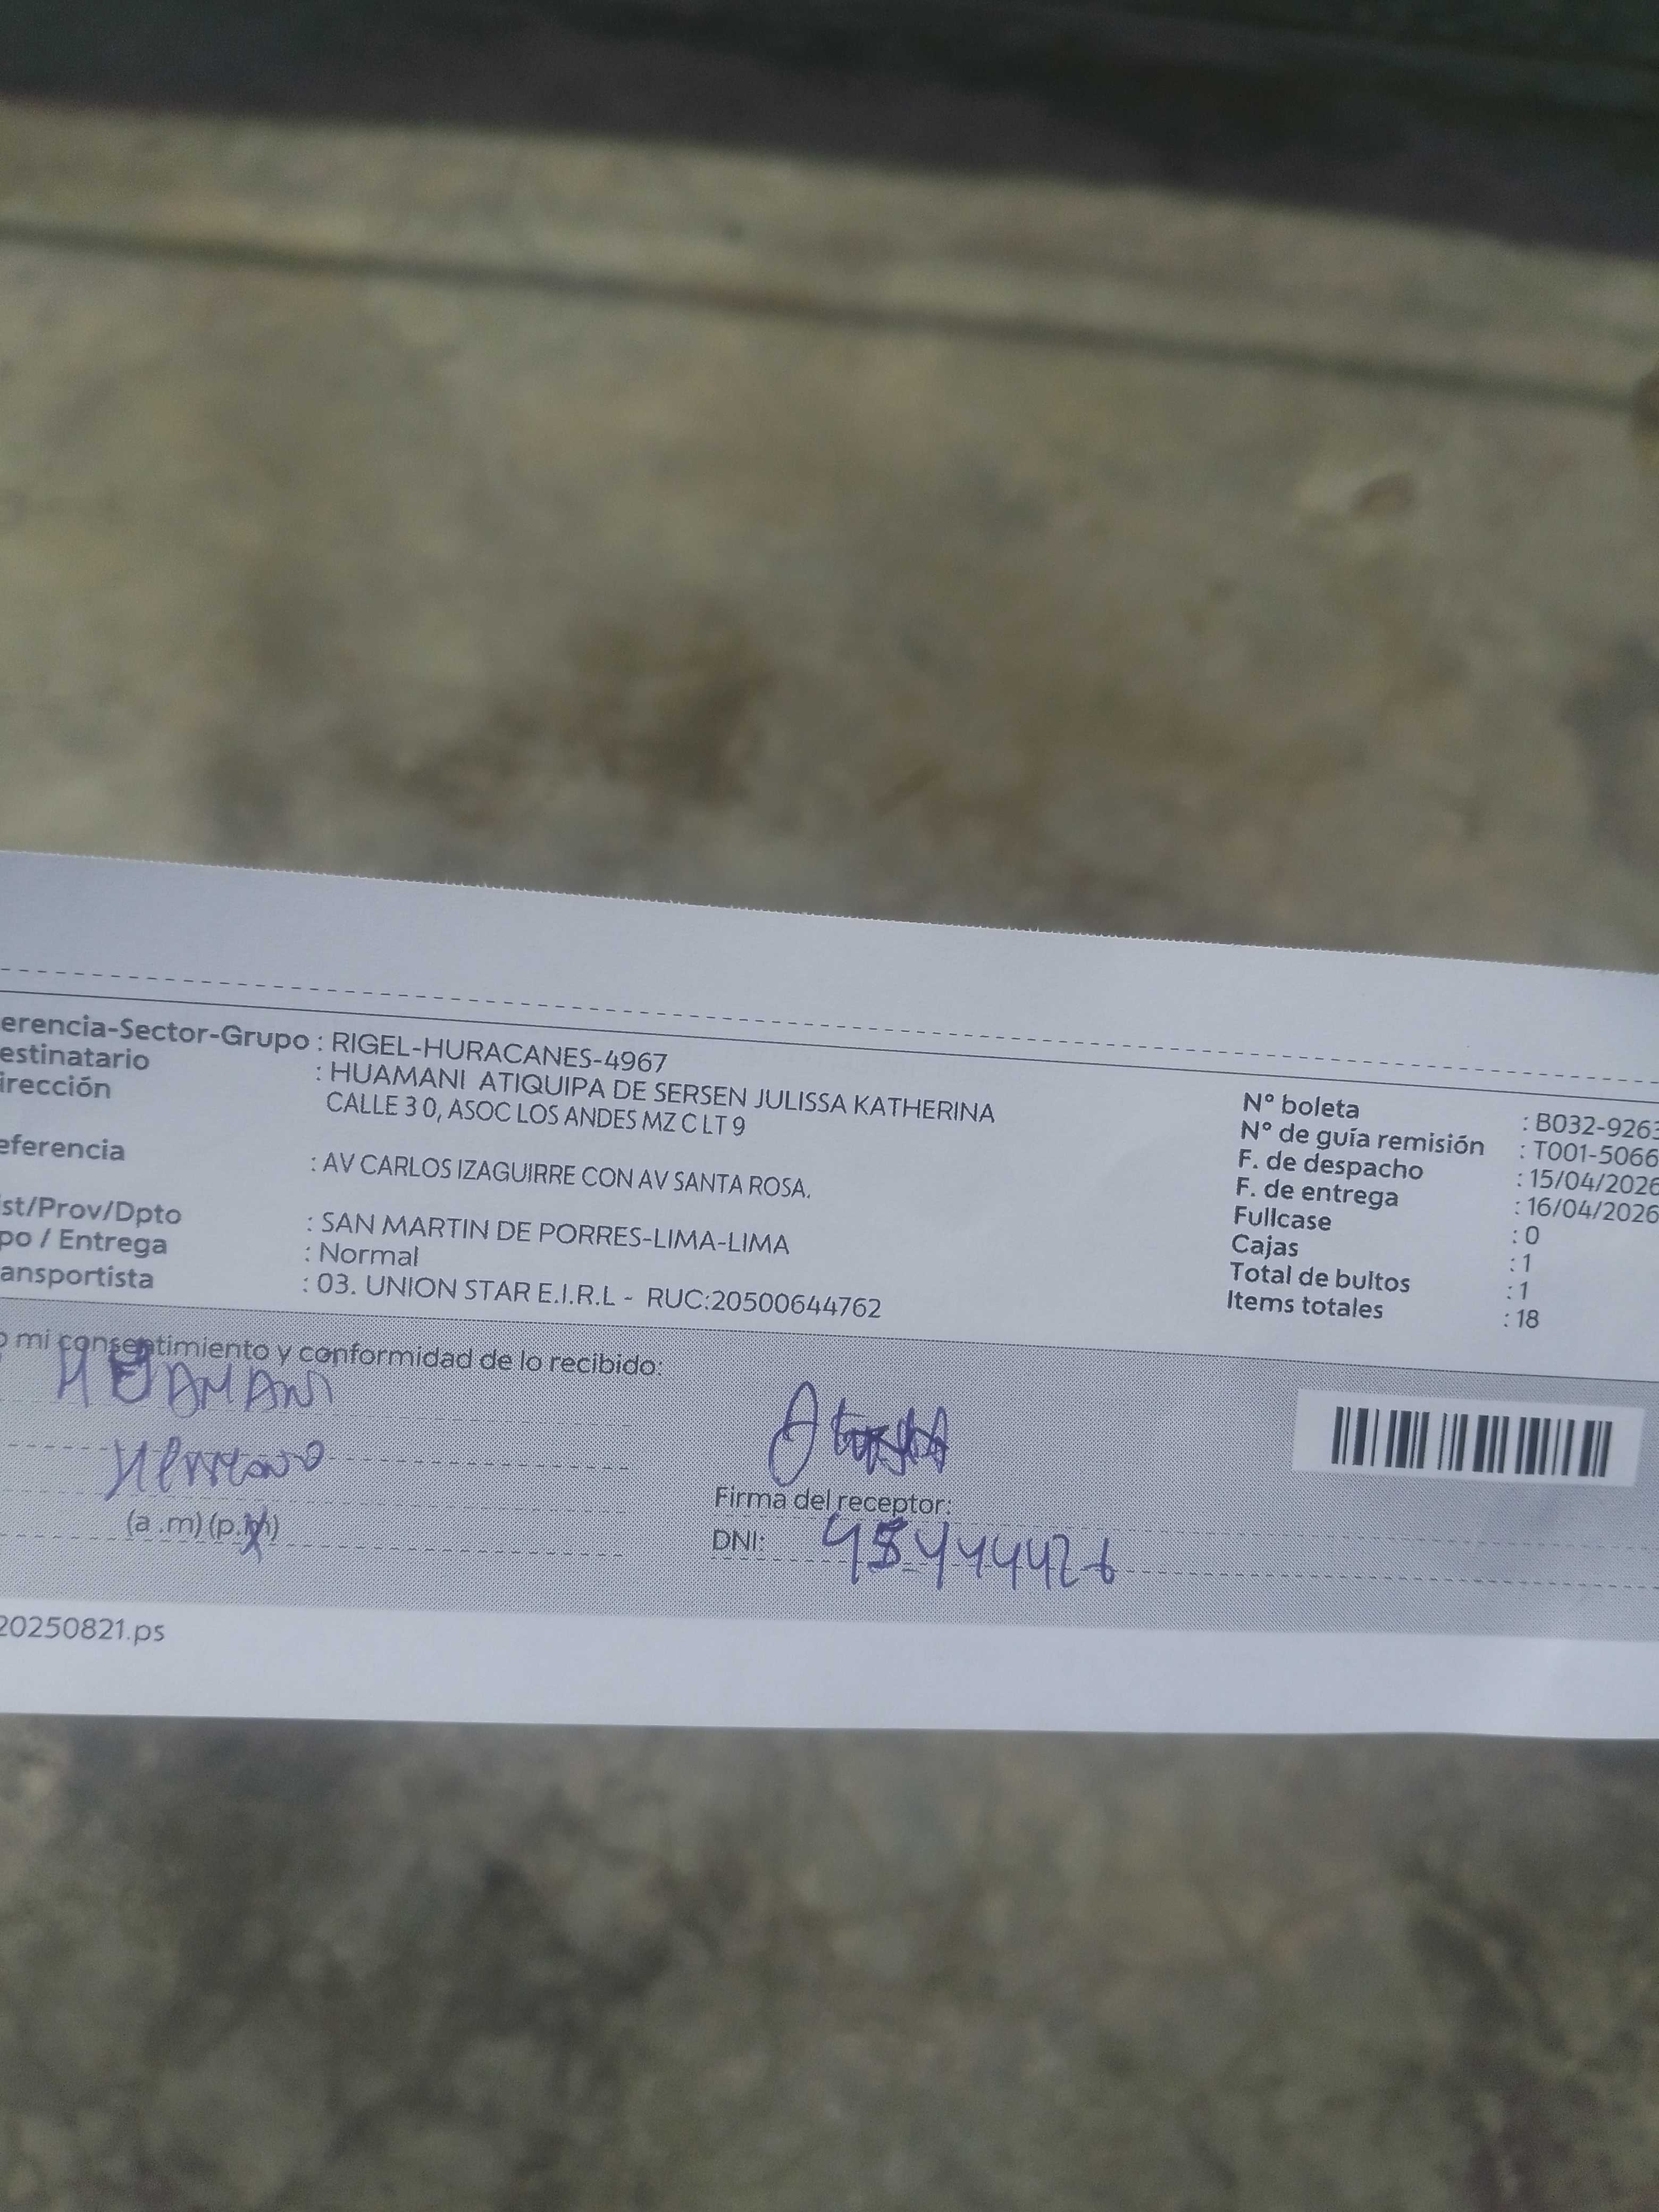 erencia-Sector-Grupo : RIGEL-HURACANES-4967
estinatario : HUAMANI ATIQUIPA DE SERSEN JULISSA KATHERINA
irección CALLE 3 0, ASOC LOS ANDES MZ C LT 9
eferencia : AV CARLOS IZAGUIRRE CON AV SANTA ROSA.
st/Prov/Dpto : SAN MARTIN DE PORRES-LIMA-LIMA
po / Entrega : Normal
ansportista : 03. UNION STAR E.I.R.L - RUC:20500644762
Nº boleta : B032-9263
Nº de guía remisión : T001-5066
F. de despacho : 15/04/2026
F. de entrega : 16/04/2026
Fullcase : 0
Cajas : 1
Total de bultos : 1
Items totales : 18
o mi consentimiento y conformidad de lo recibido:
HUAMANI
(a .m) (p.m)
Firma del receptor:
DNI:
20250821.ps